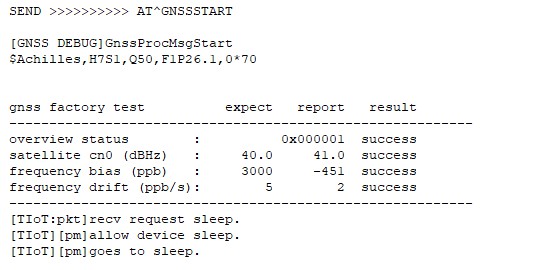 SEND >>>>>>>>>> AT^GNSSSTART
[GNSS DEBUG]GnssProcMsgStart
$Achilles,H7S1,Q50,F1P26.1,0*70
gnss factory test expect report result
--------------------------------------------------------------
overview status : 0x000001 success
satellite cn0 (dBHz) : 40.0 41.0 success
frequency bias (ppb) : 3000 -451 success
frequency drift (ppb/s): 5 2 success
--------------------------------------------------------------
[TIoT:pkt]recv request sleep.
[TIoT][pm]allow device sleep.
[TIoT][pm]goes to sleep.